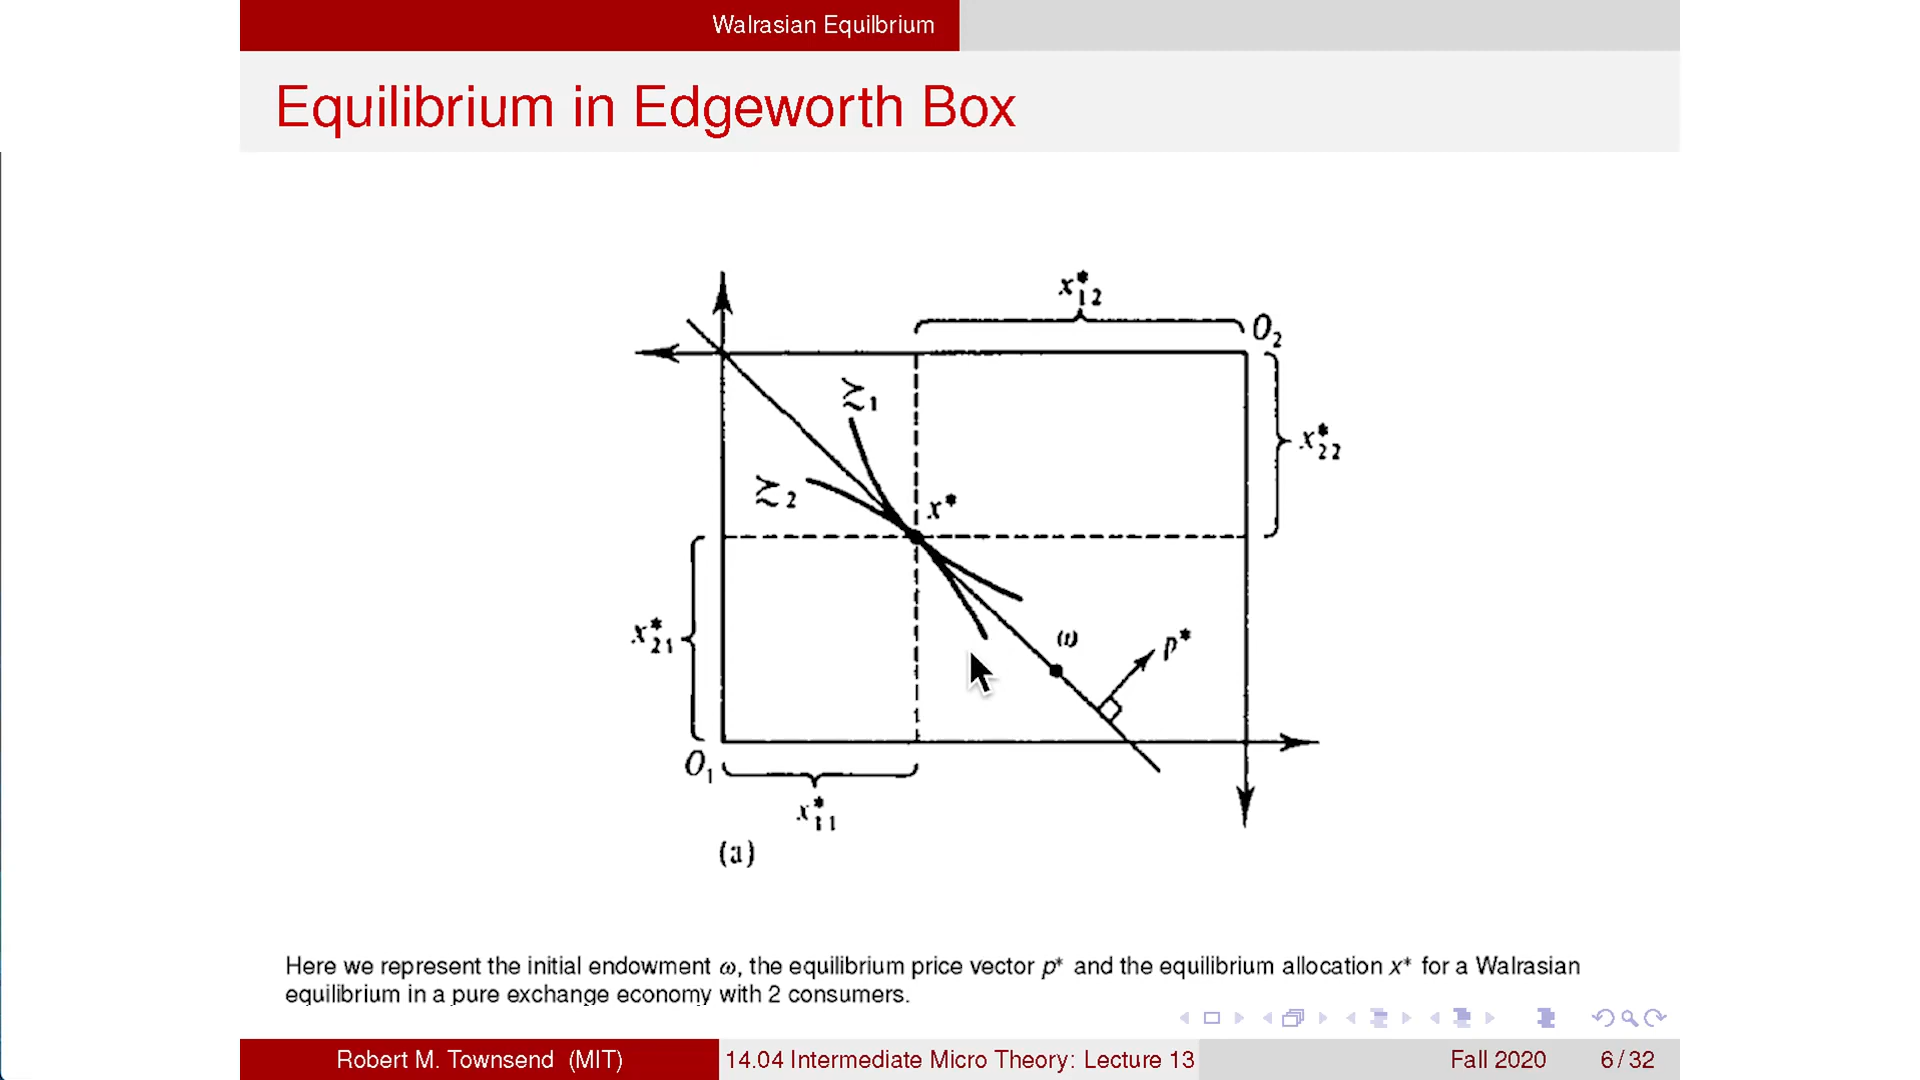 Walrasian Equilbrium
Equilibrium in Edgeworth Box
x*12
O2
≿1
x*22
≿2
x*
x*21
ω
p*
O1
x*11
(a)
Here we represent the initial endowment ω, the equilibrium price vector p* and the equilibrium allocation x* for a Walrasian
equilibrium in a pure exchange economy with 2 consumers.
Robert M. Townsend (MIT)
14.04 Intermediate Micro Theory: Lecture 13
Fall 2020
6 / 32